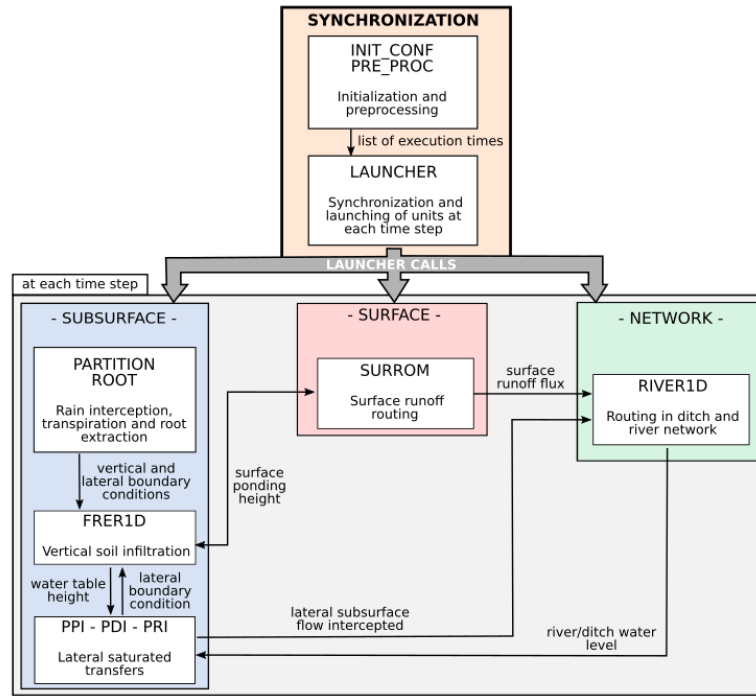 SYNCHRONIZATION
INIT_CONF
PRE_PROC
Initialization and
preprocessing
list of execution times
LAUNCHER
Synchronization and
launching of units at
each time step
LAUNCHER CALLS
at each time step
- SUBSURFACE -
PARTITION
ROOT
Rain interception,
transpiration and root
extraction
vertical and
lateral boundary
conditions
FRER1D
Vertical soil infiltration
water table
height
lateral
boundary
condition
PPI - PDI - PRI
Lateral saturated
transfers
- SURFACE -
SURROM
Surface runoff
routing
surface
ponding
height
surface
runoff flux
- NETWORK -
RIVER1D
Routing in ditch and
river network
lateral subsurface
flow intercepted
river/ditch water
level